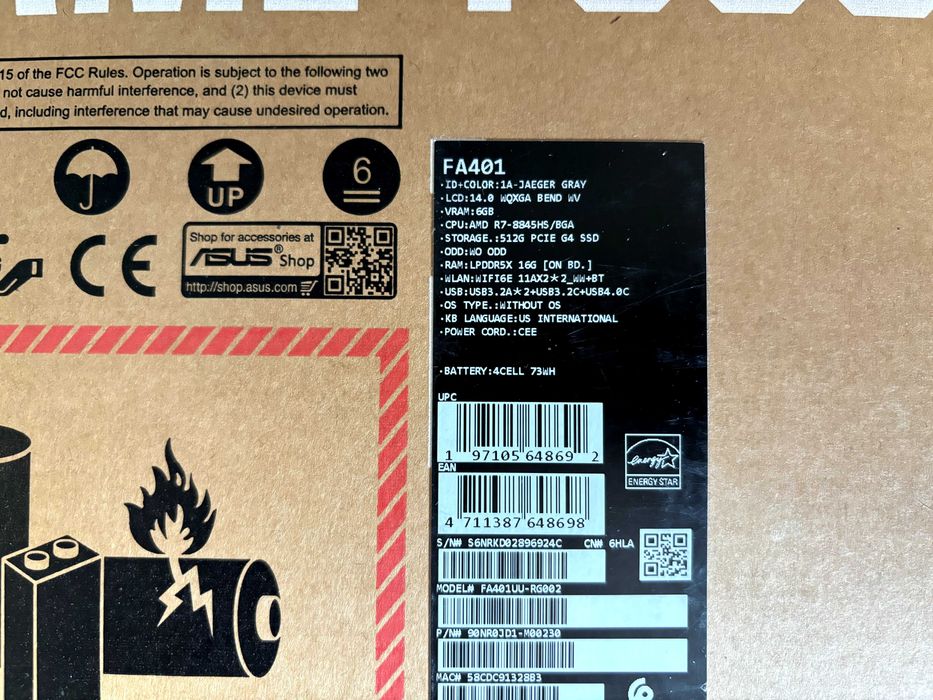 15 of the FCC Rules. Operation is subject to the following two
not cause harmful interference, and (2) this device must
d, including interference that may cause undesired operation.
UP
6
CE
Shop for accessories at
ASUS® Shop
http://shop.asus.com
FA401
·ID+COLOR:1A-JAEGER GRAY
·LCD:14.0 WQXGA BEND WV
·VRAM:6GB
·CPU:AMD R7-8845HS/BGA
·STORAGE.:512G PCIE G4 SSD
·ODD:WO ODD
·RAM:LPDDR5X 16G [ON BD.]
·WLAN:WIFI6E 11AX2*2_WW+BT
·USB:USB3.2A*2+USB3.2C+USB4.0C
·OS TYPE.:WITHOUT OS
·KB LANGUAGE:US INTERNATIONAL
·POWER CORD.:CEE
·BATTERY:4CELL 73WH
UPC
1 97105 64869 2
EAN
4 711387 648698
energy
ENERGY STAR
S/N# S6NRKD02896924C CN# 6HLA
MODEL# FA401UU-RG002
P/N# 90NR0JD1-M00230
MAC# 58CDC91328B3